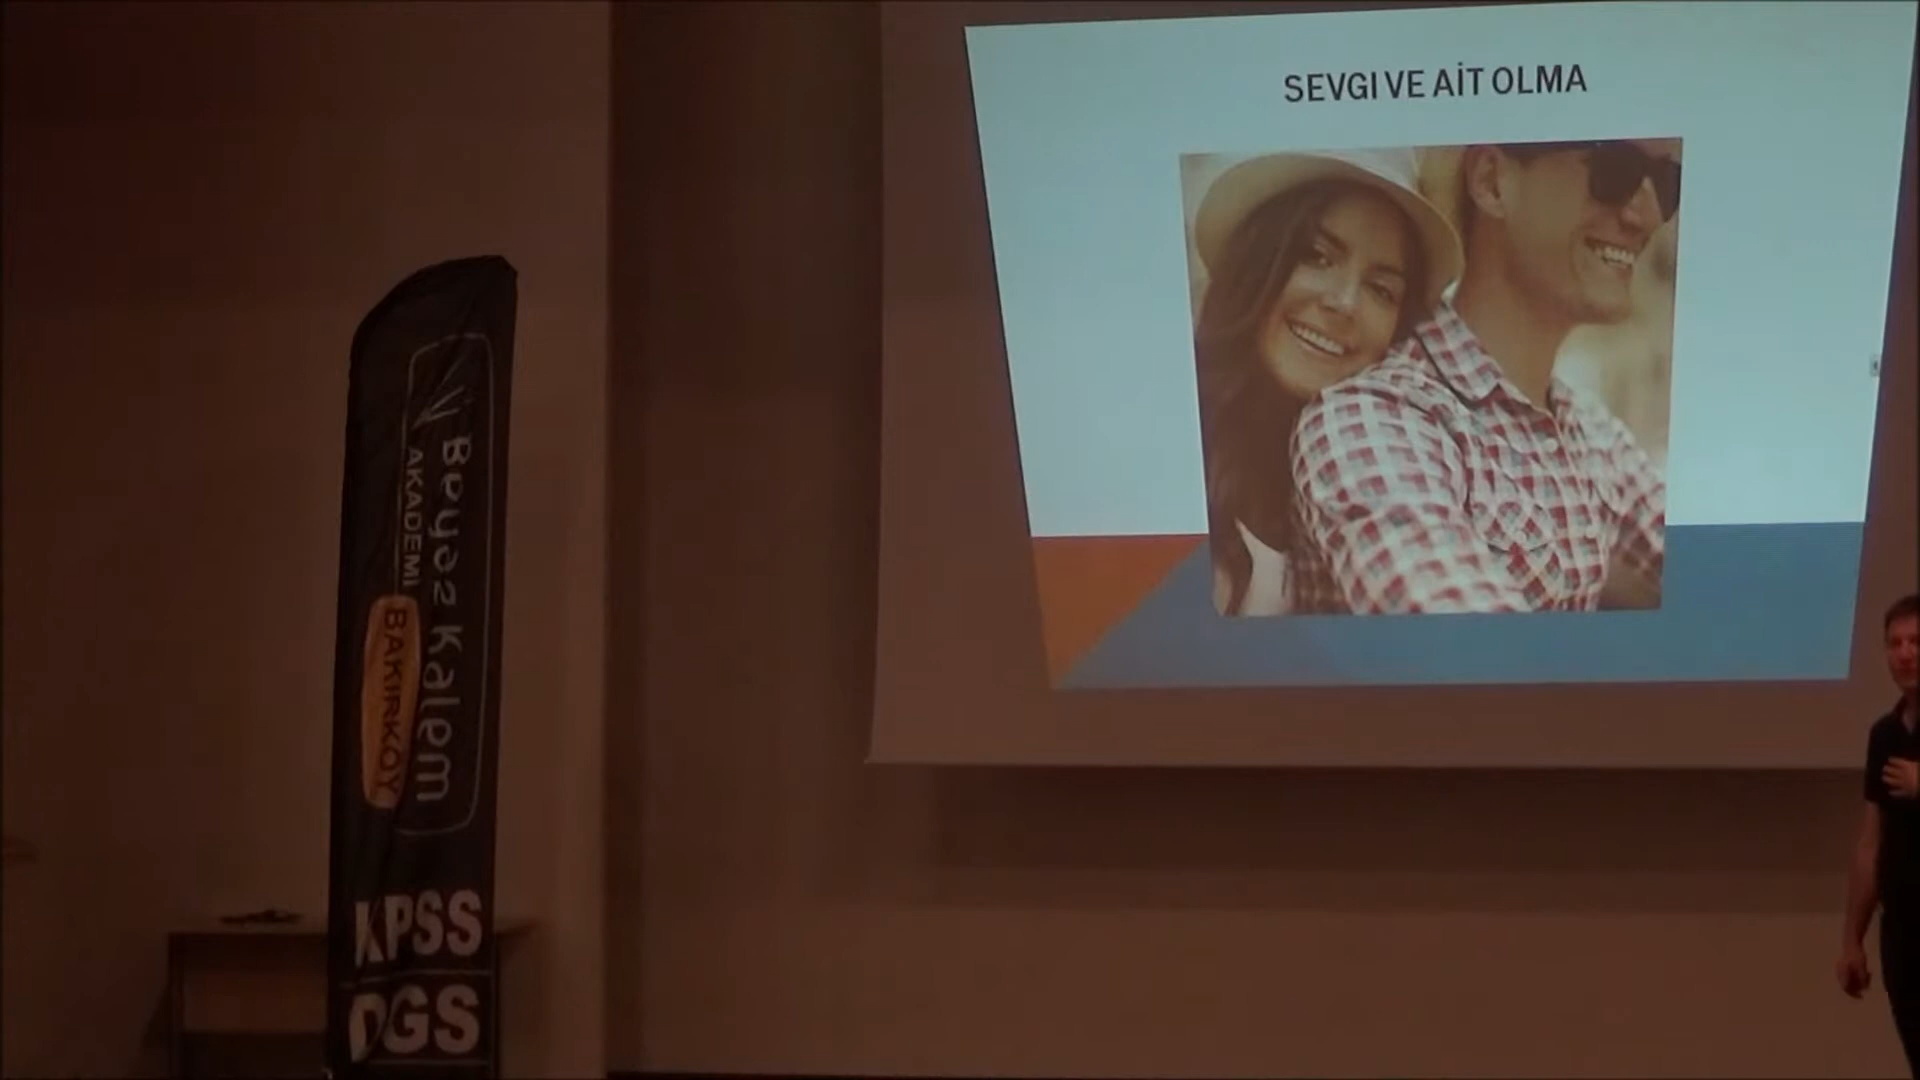 SEVGI VE AİT OLMA
Beyaz Kalem
AKADEMİ
BAKIRKÖY
KPSS
DGS